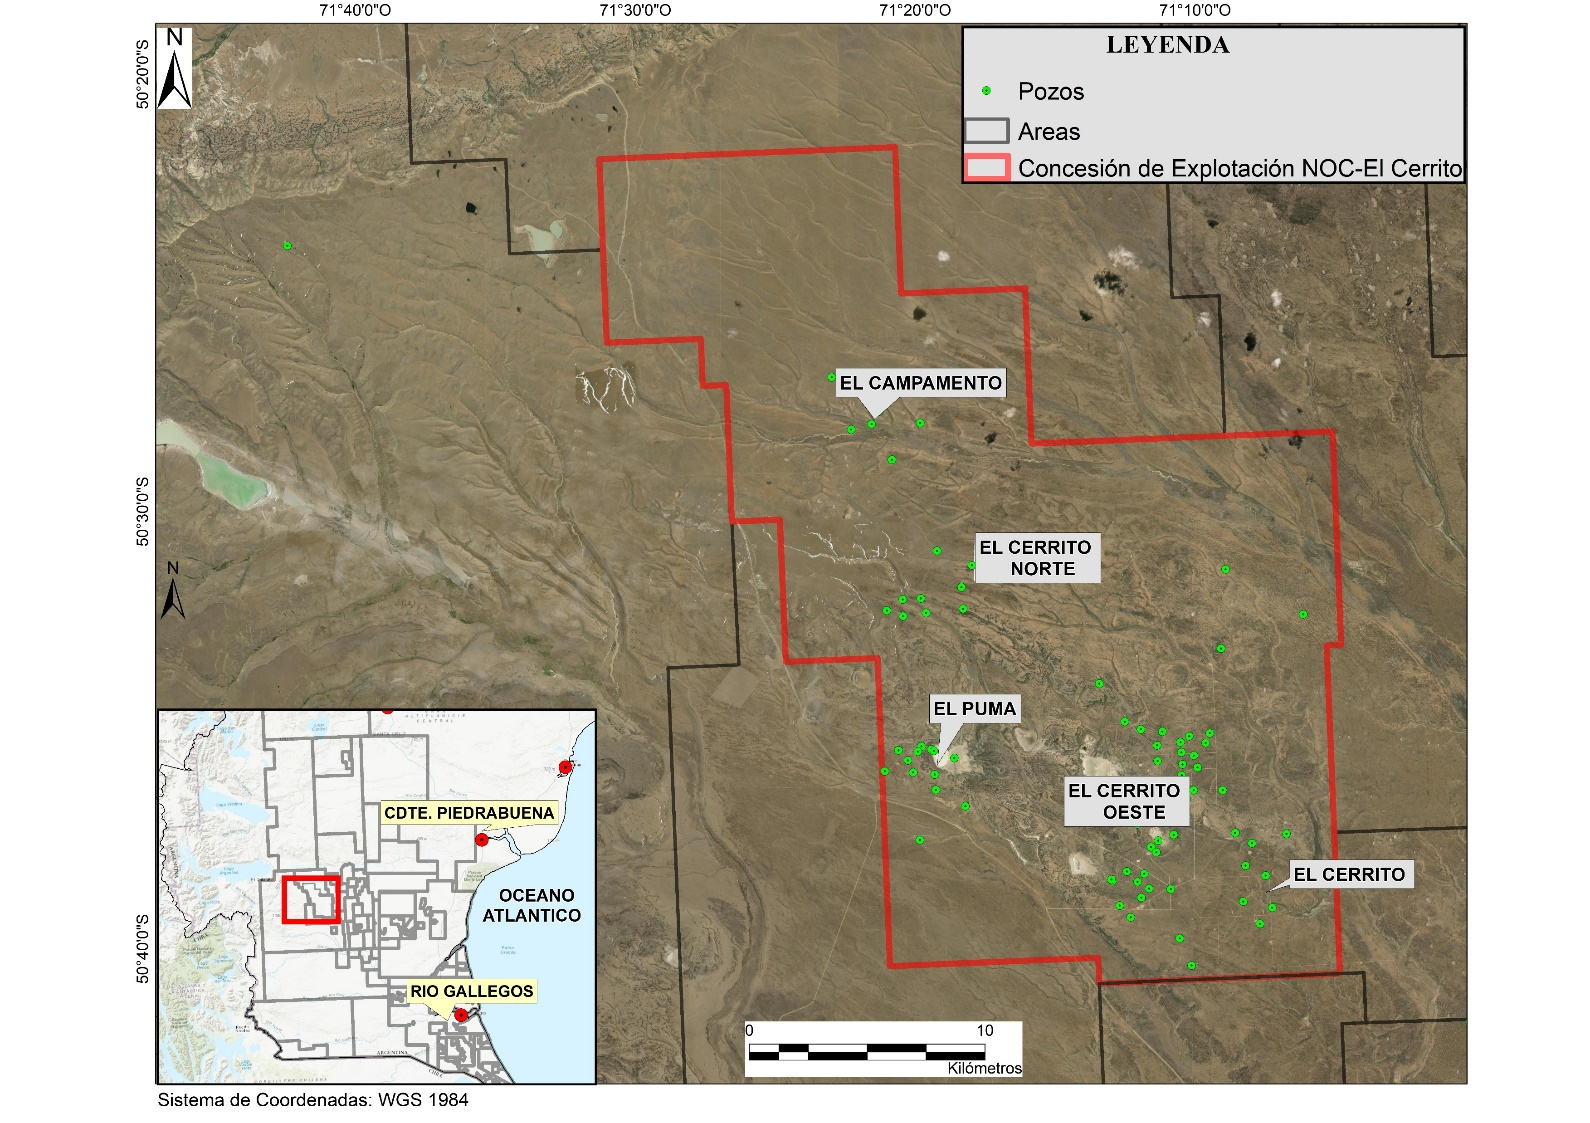 71°40'0"O
71°30'0"O
71°20'0"O
71°10'0"O
50°20'0"S
50°30'0"S
50°40'0"S
N
LEYENDA
Pozos
Areas
Concesión de Explotación NOC-El Cerrito
EL CAMPAMENTO
EL CERRITO
NORTE
N
EL PUMA
EL CERRITO
OESTE
EL CERRITO
CDTE. PIEDRABUENA
OCEANO
ATLANTICO
RIO GALLEGOS
ARGENTINA
CHILE
0
10
Kilómetros
Sistema de Coordenadas: WGS 1984